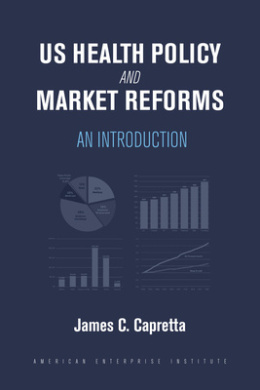 US HEALTH POLICY
AND
MARKET REFORMS
AN INTRODUCTION
James C. Capretta
AMERICAN ENTERPRISE INSTITUTE